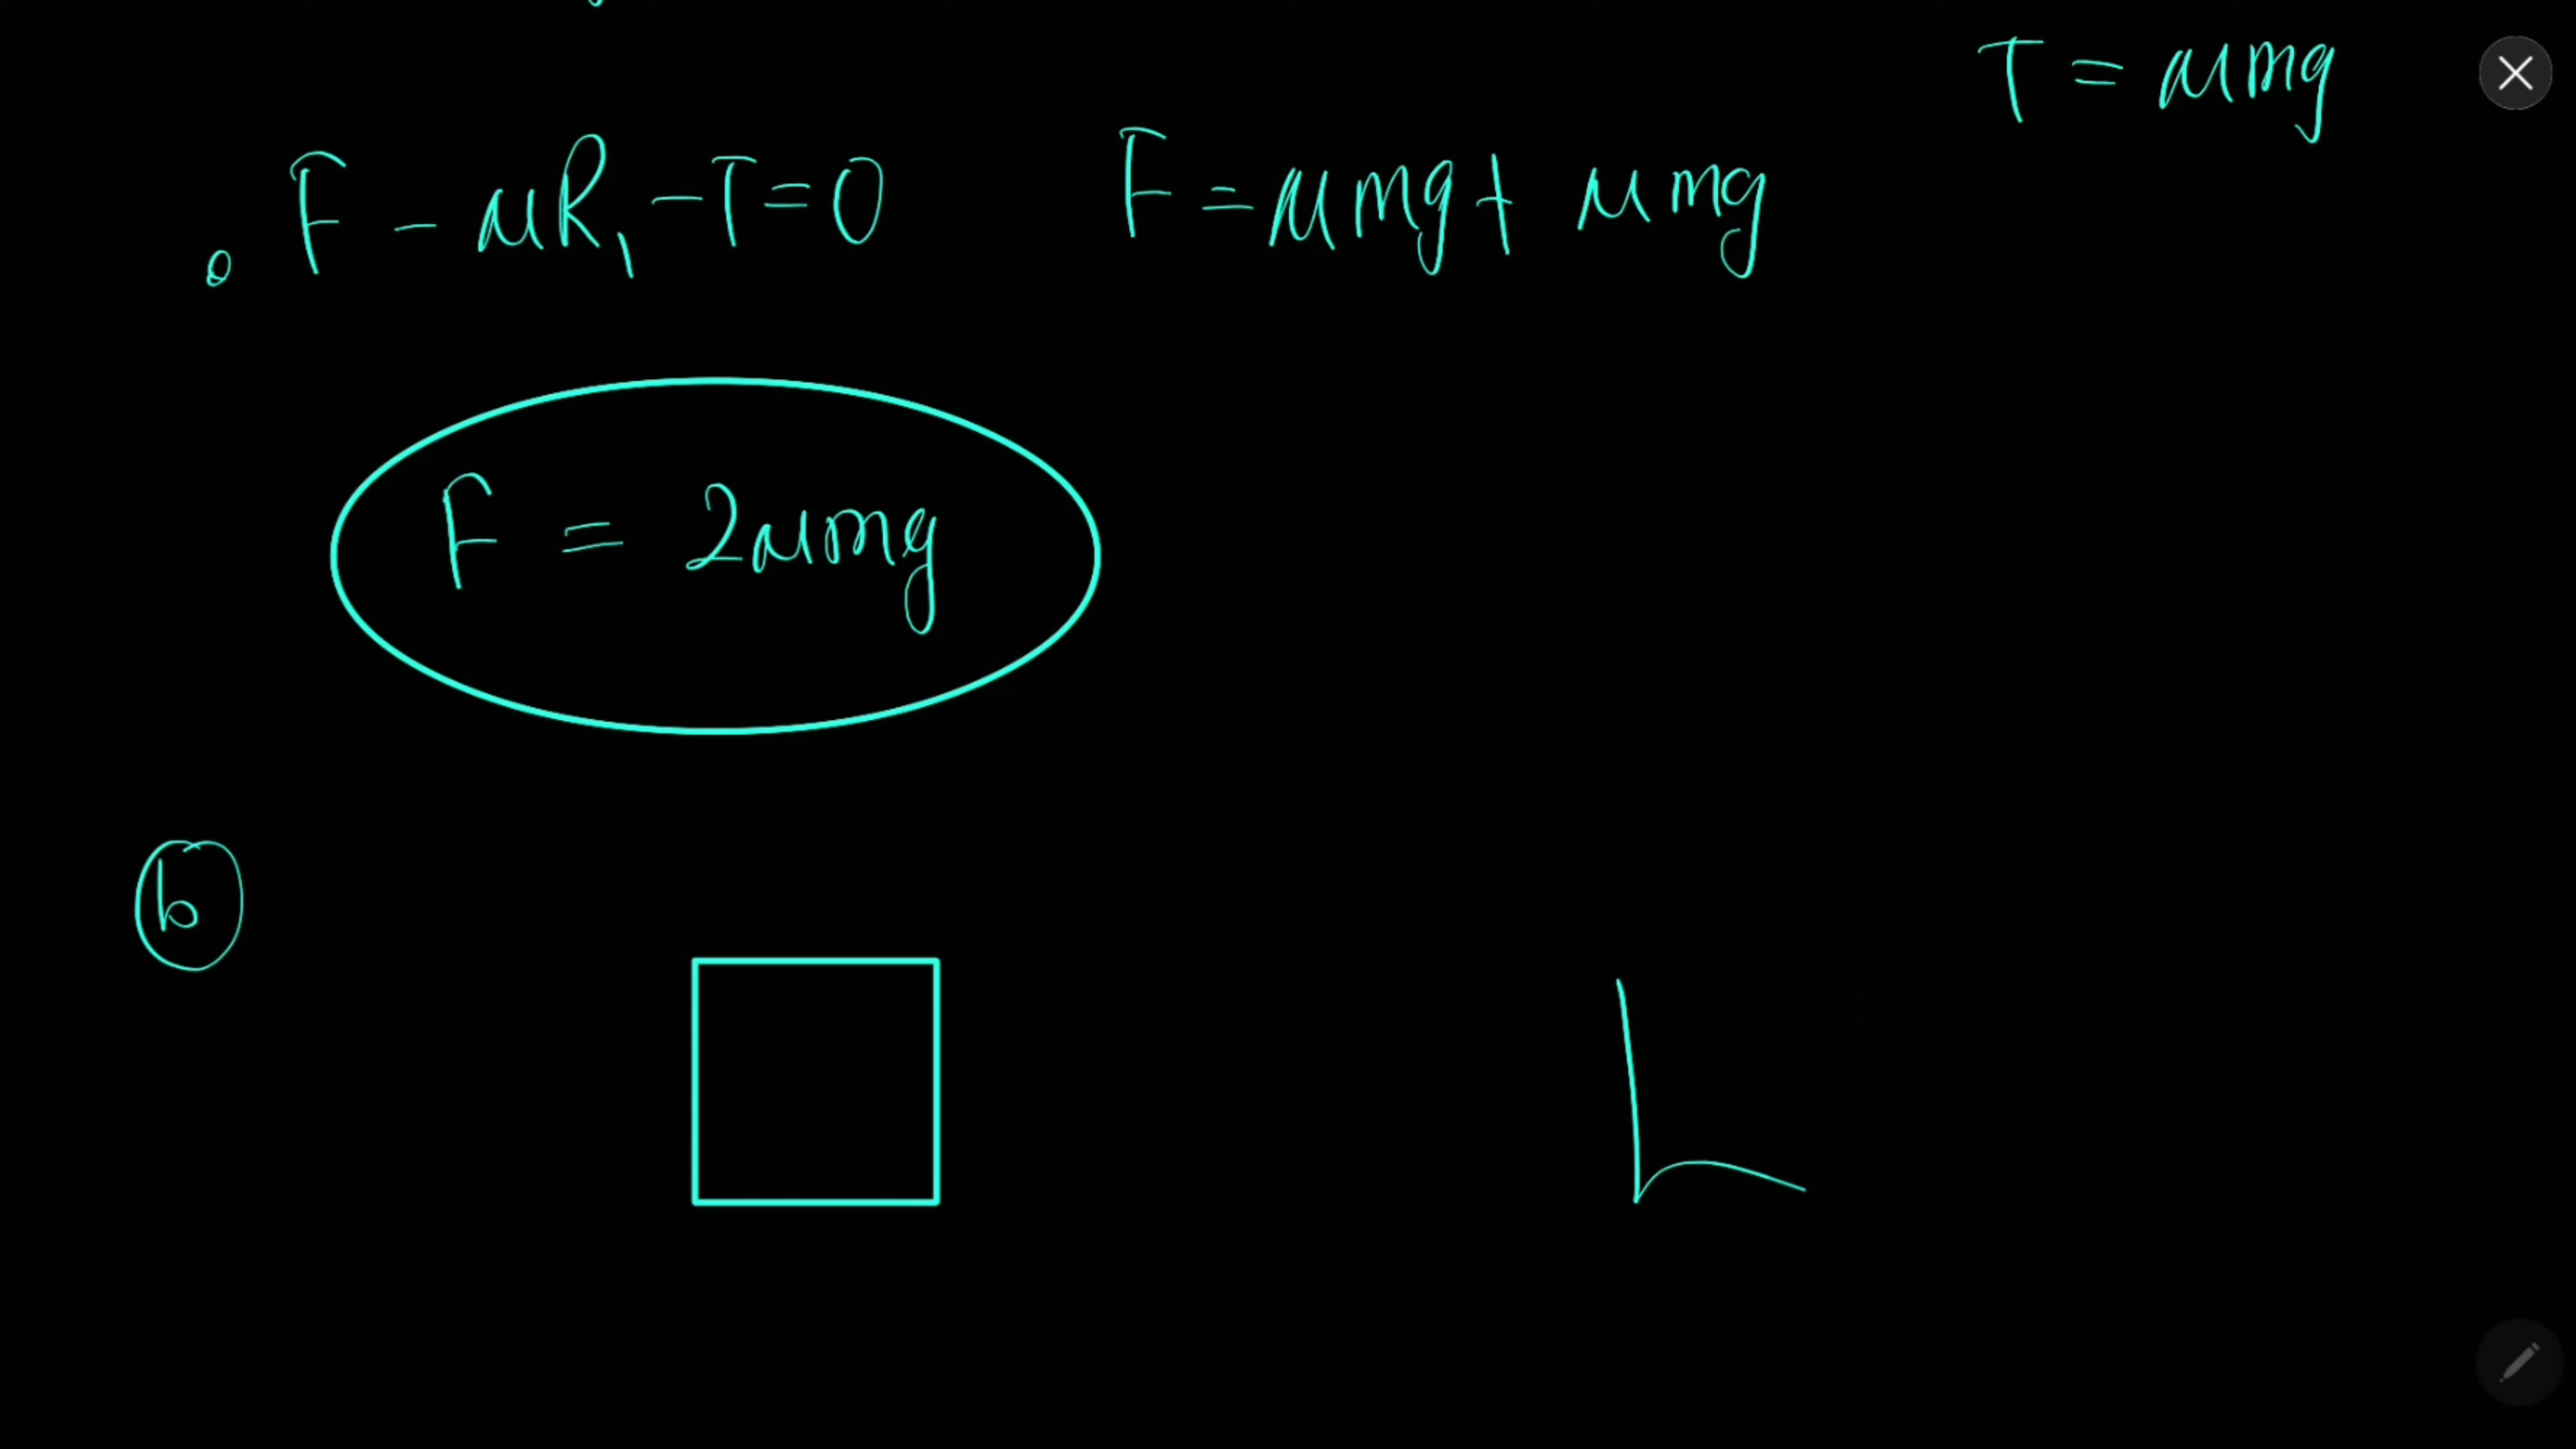 T = μmg
F - μR₁ - T = 0
F = μmg + μmg
F = 2μmg
b